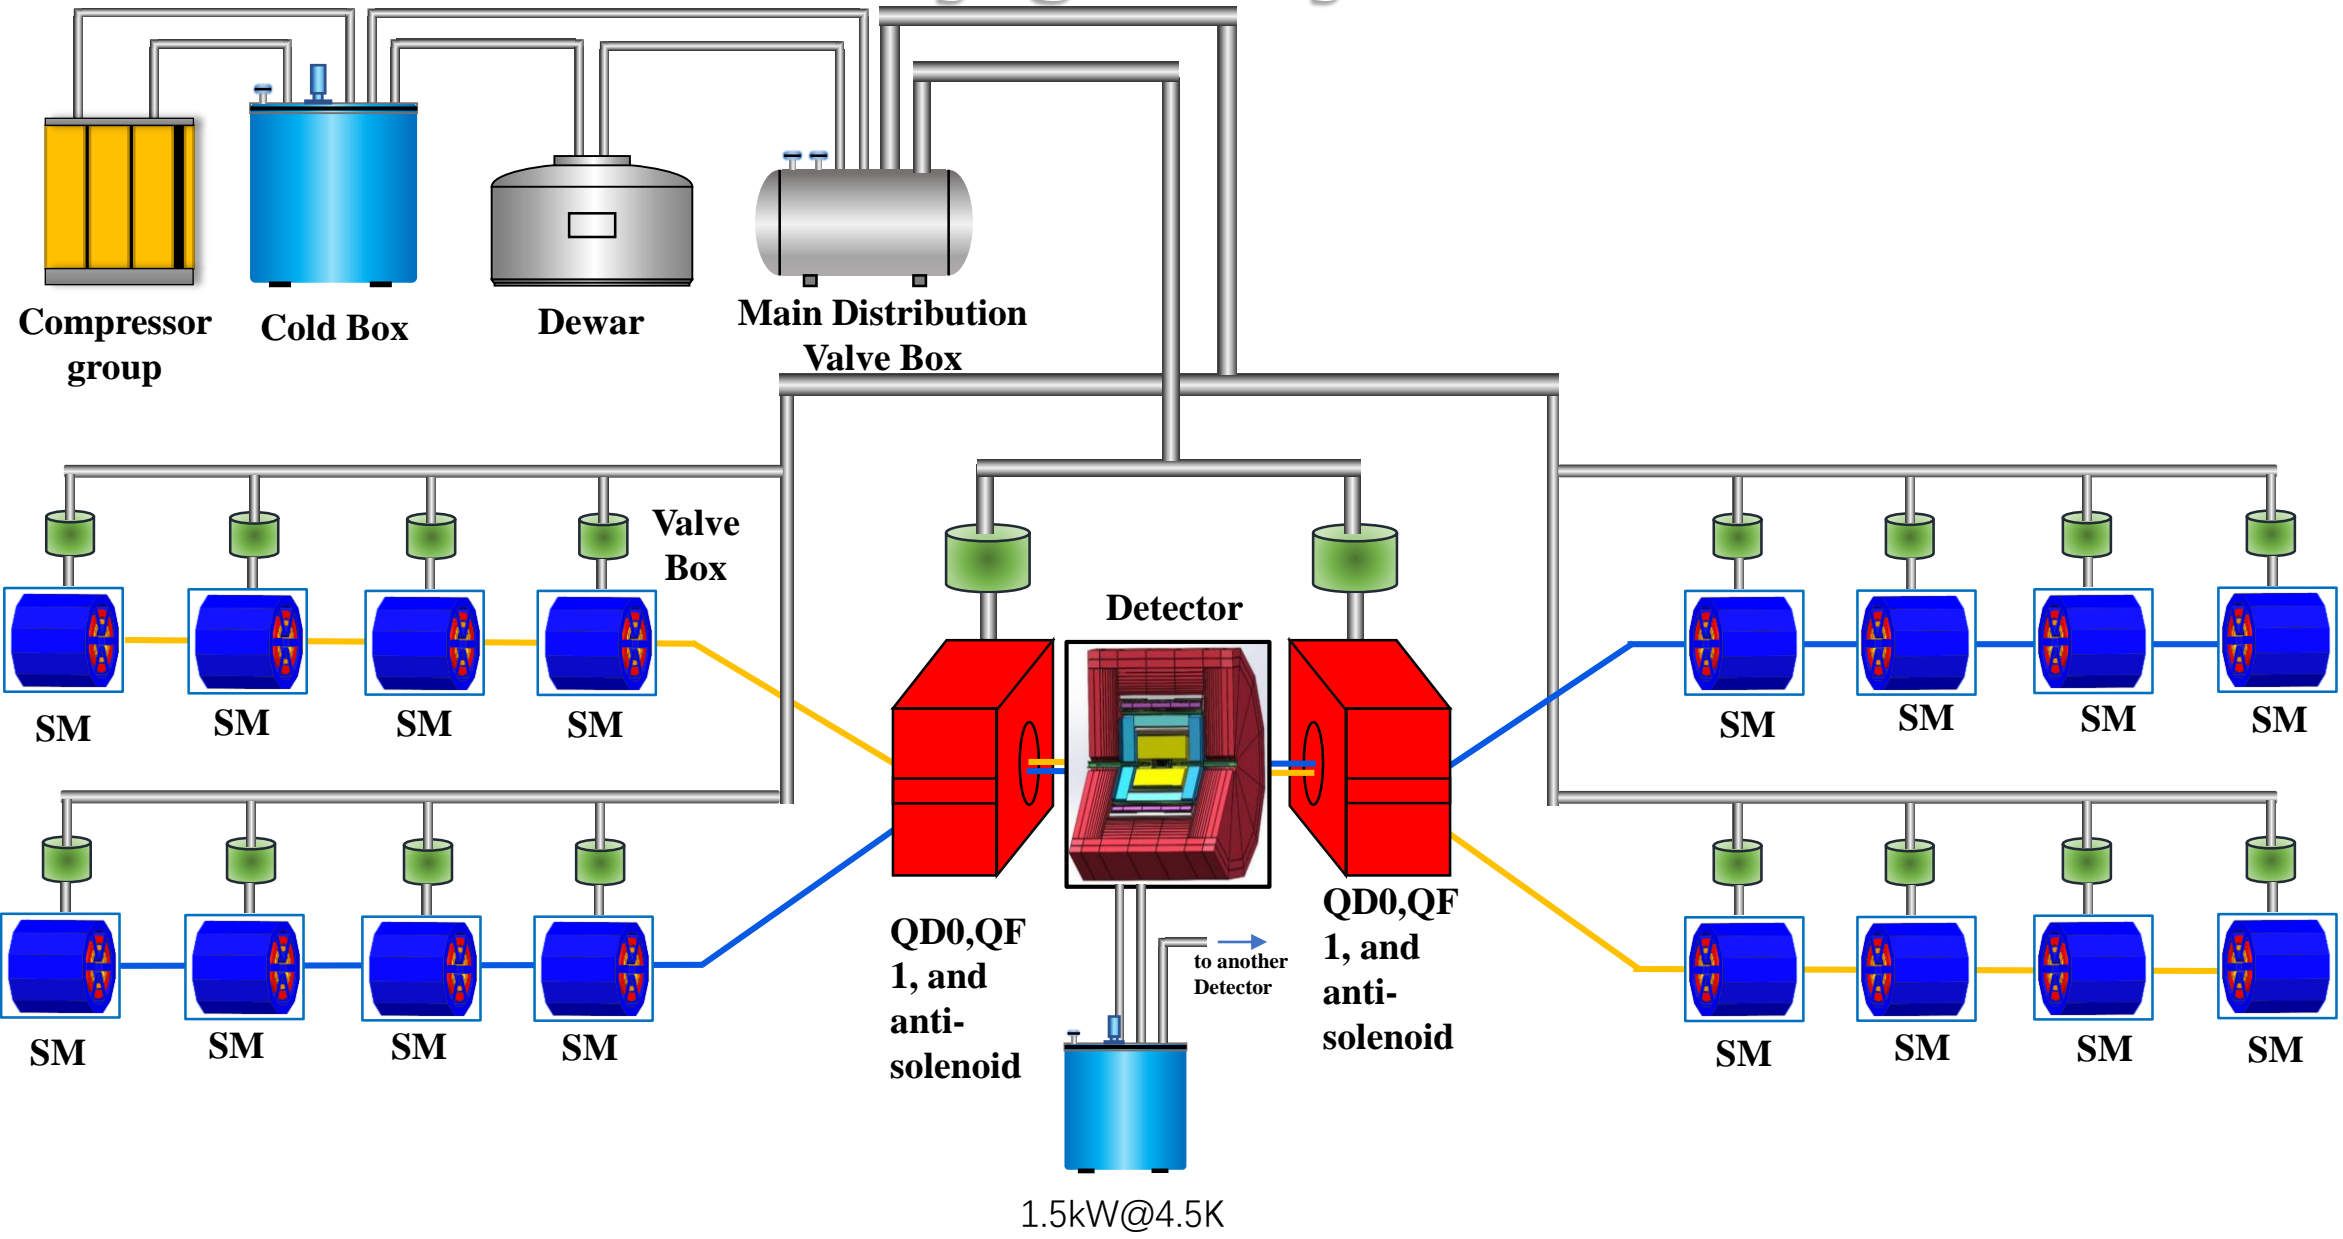 Compressor
group
Cold Box
Dewar
Main Distribution
Valve Box
Valve
Box
Detector
SM
SM
SM
SM
SM
SM
SM
SM
QD0,QF
1, and
anti-
solenoid
to another
Detector
QD0,QF
1, and
anti-
solenoid
SM
SM
SM
SM
SM
SM
SM
SM
1.5kW@4.5K